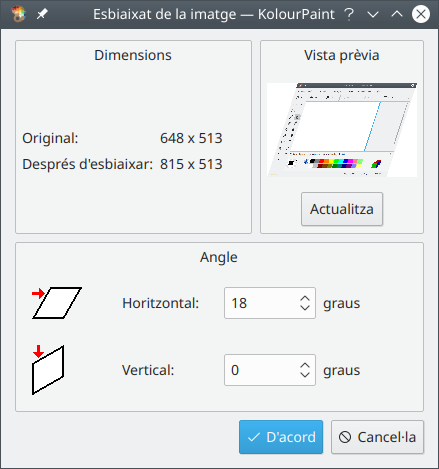 Esbiaixat de la imatge — KolourPaint
Dimensions
Original: 648 x 513
Després d'esbiaixar: 815 x 513
Vista prèvia
Actualitza
Angle
Horitzontal: 18 graus
Vertical: 0 graus
D'acord
Cancel·la